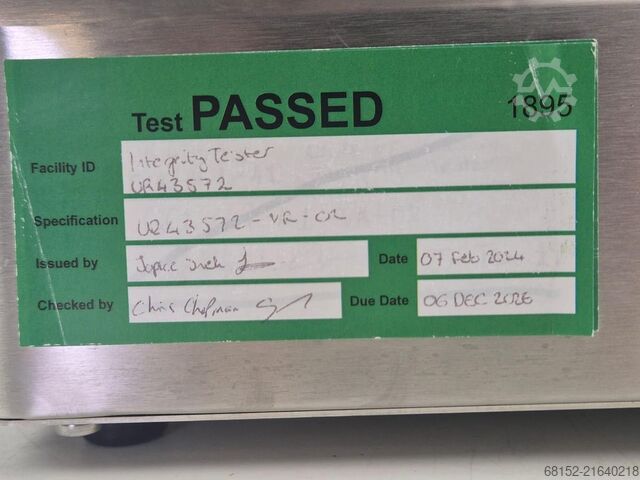 Test PASSED
1895
Facility ID
Integrity Tester
UR43572
Specification UR43572-VR-02
Issued by
Date 07 Feb 2024
Checked by Chris Chapman
Due Date 06 DEC 2026
68152-21640218